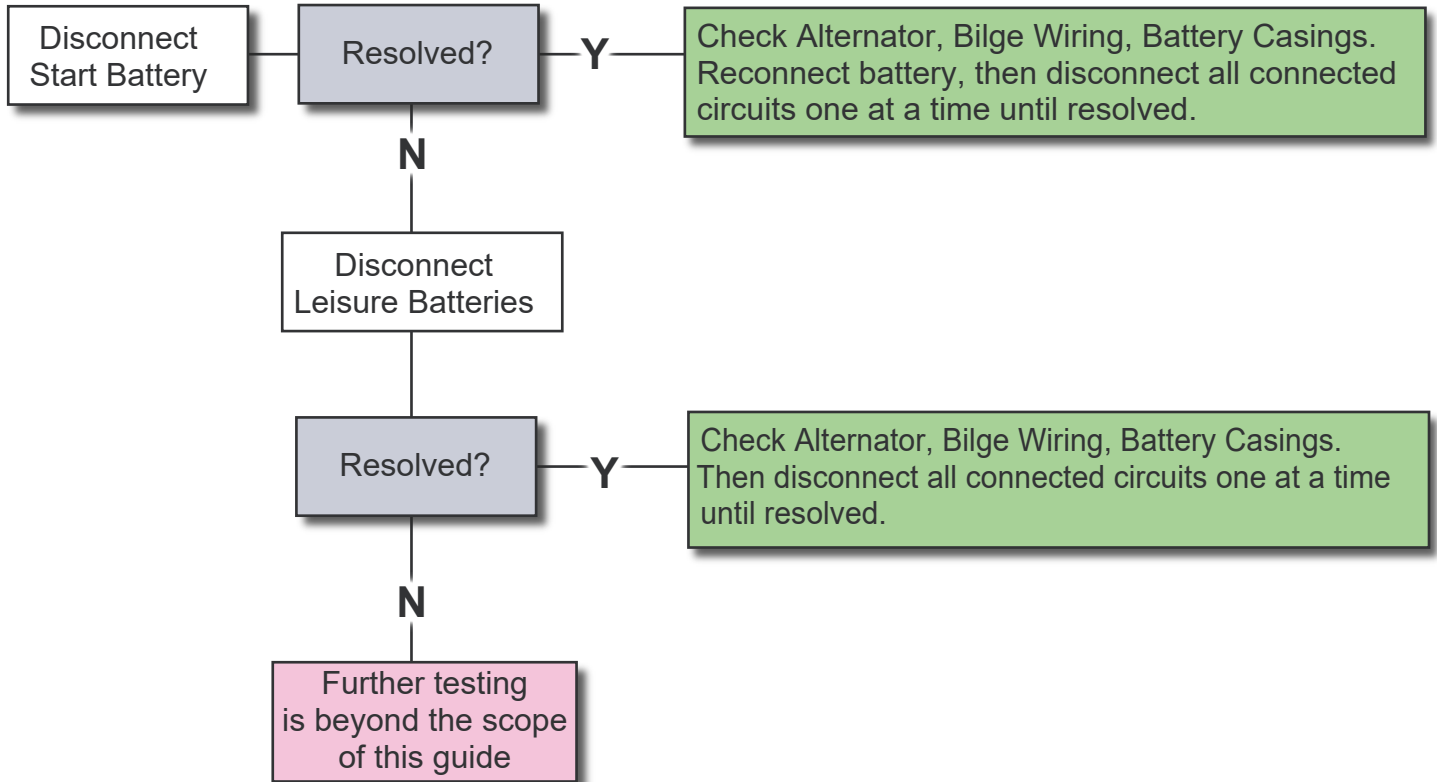 Disconnect
Start Battery
Resolved?
Y
Check Alternator, Bilge Wiring, Battery Casings.
Reconnect battery, then disconnect all connected
circuits one at a time until resolved.
N
Disconnect
Leisure Batteries
Resolved?
Y
Check Alternator, Bilge Wiring, Battery Casings.
Then disconnect all connected circuits one at a time
until resolved.
N
Further testing
is beyond the scope
of this guide